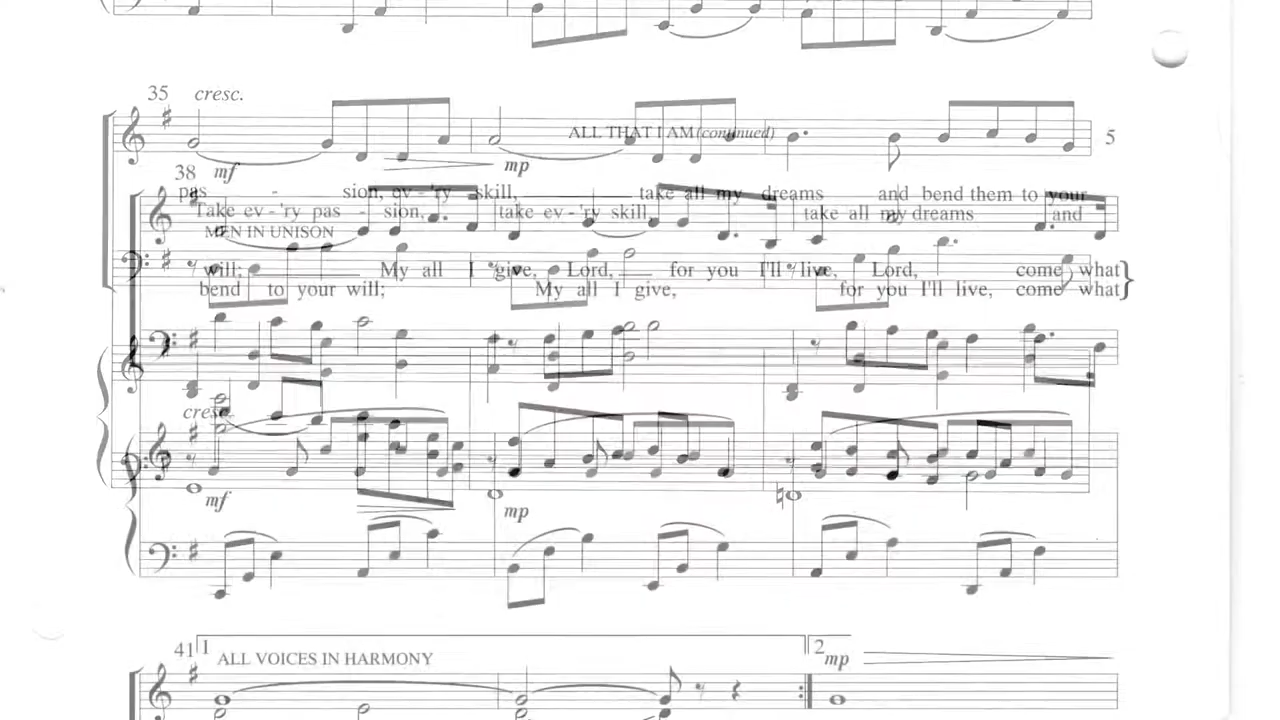 35 cresc.
ALL THAT I AM (continued)
5
mf
mp
38
pas - sion, ev - 'ry skill, take all my dreams and bend them to your
Take ev - 'ry pas - sion, take ev - 'ry skill, take all my dreams and
MEN IN UNISON
will; My all I give, Lord, for you I'll live, Lord, come what
bend to your will; My all I give, for you I'll live, come what
cresc.
mf
mp
41 1 2
ALL VOICES IN HARMONY mp